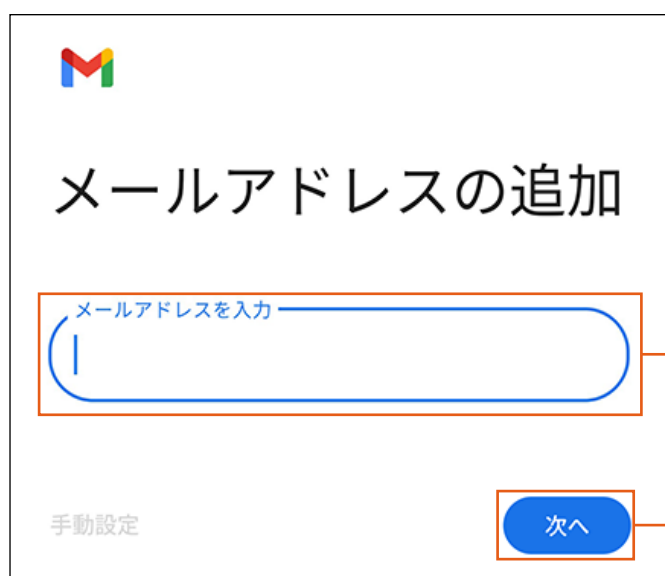 メールアドレスの追加
メールアドレスを入力
手動設定
次へ